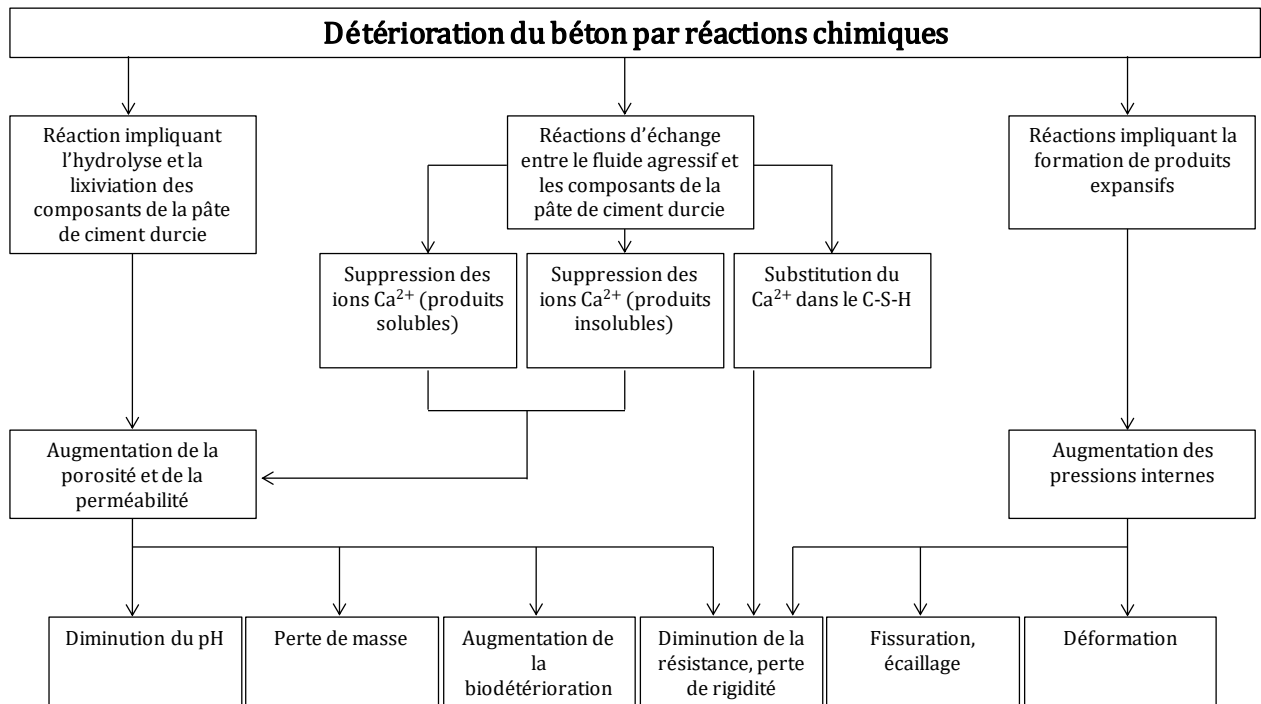 Détérioration du béton par réactions chimiques
Réaction impliquant
l'hydrolyse et la
lixiviation des
composants de la pâte
de ciment durcie
Réactions d'échange
entre le fluide agressif et
les composants de la
pâte de ciment durcie
Réactions impliquant la
formation de produits
expansifs
Suppression des
ions Ca²⁺ (produits
solubles)
Suppression des
ions Ca²⁺ (produits
insolubles)
Substitution du
Ca²⁺ dans le C-S-H
Augmentation de la
porosité et de la
perméabilité
Augmentation des
pressions internes
Diminution du pH
Perte de masse
Augmentation de
la
biodétérioration
Diminution de la
résistance, perte
de rigidité
Fissuration,
écaillage
Déformation